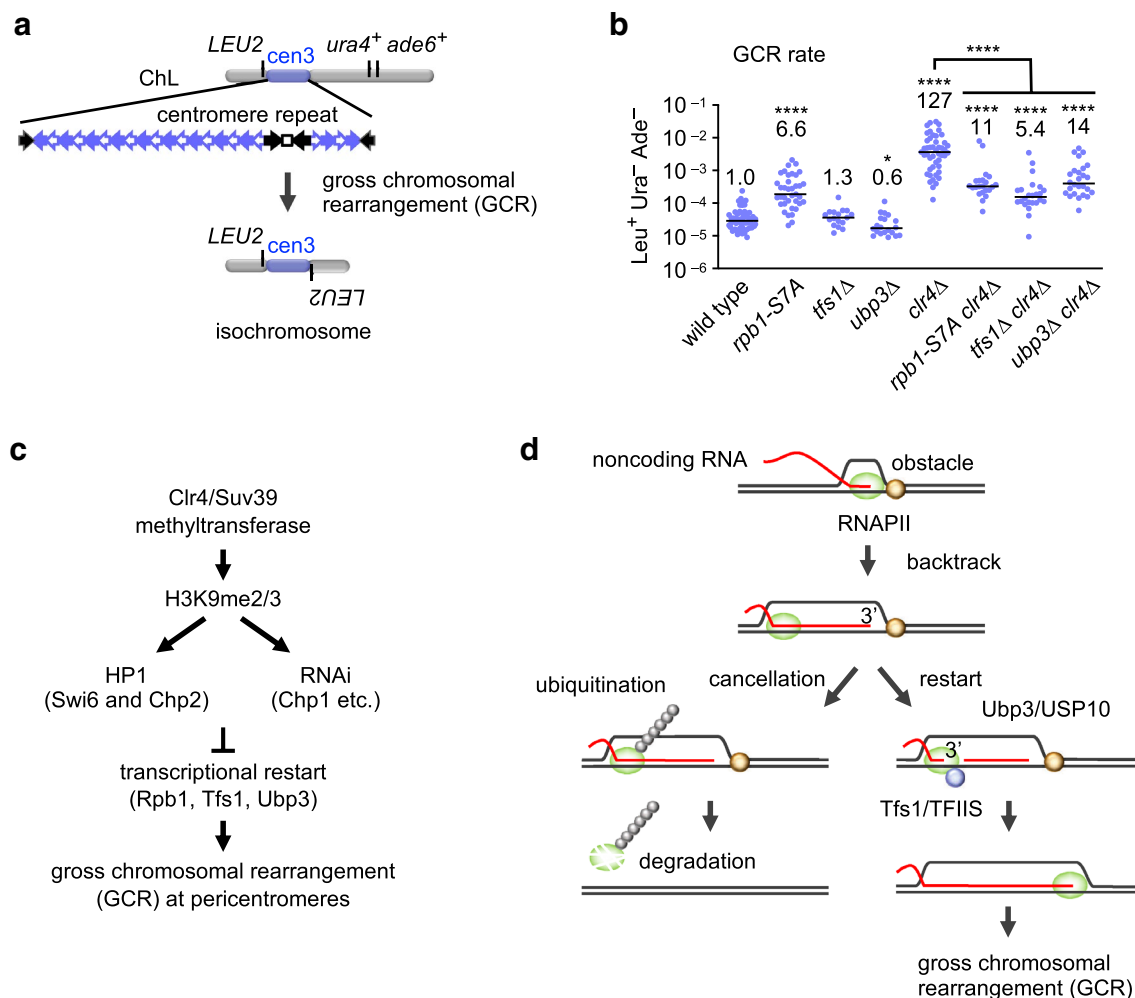 a
LEU2 cen3 ura4+ ade6+
ChL
centromere repeat
gross chromosomal
rearrangement (GCR)
LEU2 cen3
LEU2
isochromosome
b
GCR rate
Leu+ Ura− Ade−
10−1
10−2
10−3
10−4
10−5
10−6
****
**** **** **** **** ****
* 
1.0 6.6 1.3 0.6 127 11 5.4 14
wild type
rpb1-S7A
tfs1Δ
ubp3Δ
clr4Δ
rpb1-S7A clr4Δ
tfs1Δ clr4Δ
ubp3Δ clr4Δ
c
Clr4/Suv39
methyltransferase
H3K9me2/3
HP1
(Swi6 and Chp2)
RNAi
(Chp1 etc.)
transcriptional restart
(Rpb1, Tfs1, Ubp3)
gross chromosomal rearrangement
(GCR) at pericentromeres
d
noncoding RNA
obstacle
RNAPII
backtrack
3’
cancellation
restart
ubiquitination
Ubp3/USP10
3’
Tfs1/TFIIS
degradation
gross chromosomal
rearrangement (GCR)